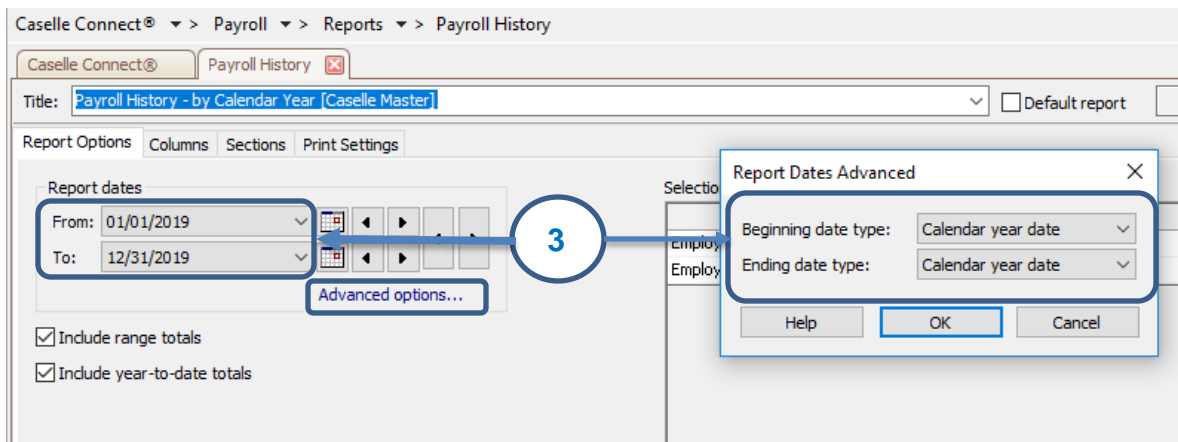 Caselle Connect® > Payroll > Reports > Payroll History
Caselle Connect® Payroll History
Title: Payroll History - by Calendar Year [Caselle Master] Default report
Report Options Columns Sections Print Settings
Report dates
From: 01/01/2019
To: 12/31/2019
Advanced options...
Include range totals
Include year-to-date totals
3
Selectio
Employ
Employ
Report Dates Advanced
Beginning date type: Calendar year date
Ending date type: Calendar year date
Help OK Cancel